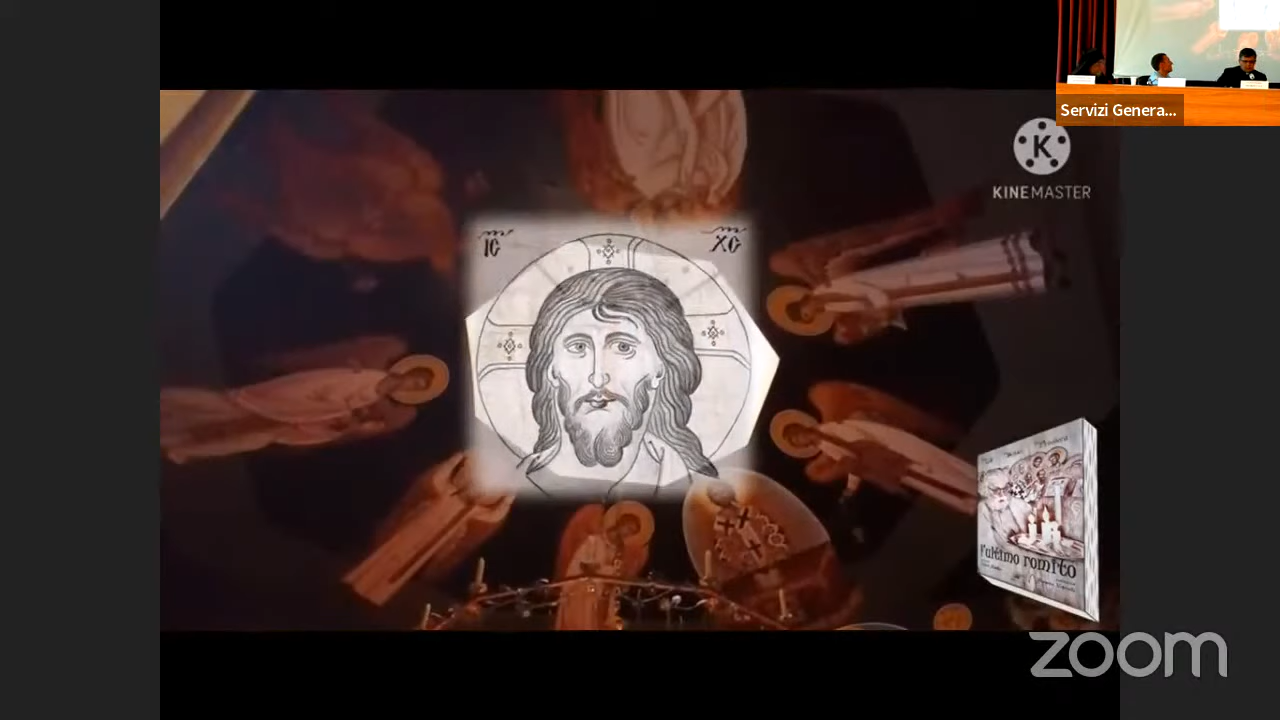 Servizi Genera...
K
KINEMASTER
IC
XC
l'ultimo romito
zoom